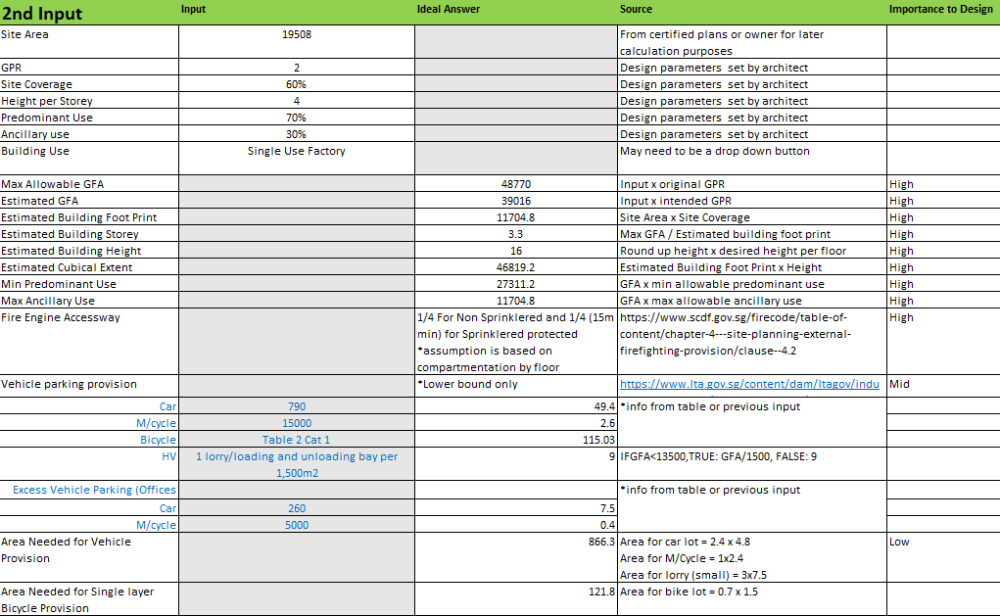 2nd Input Input Ideal Answer Source Importance to Design
Site Area 19508 From certified plans or owner for later
calculation purposes
GPR 2 Design parameters set by architect
Site Coverage 60% Design parameters set by architect
Height per Storey 4 Design parameters set by architect
Predominant Use 70% Design parameters set by architect
Ancillary use 30% Design parameters set by architect
Building Use Single Use Factory May need to be a drop down button
Max Allowable GFA 48770 Input x original GPR High
Estimated GFA 39016 Input x intended GPR High
Estimated Building Foot Print 11704.8 Site Area x Site Coverage High
Estimated Building Storey 3.3 Max GFA / Estimated building foot print High
Estimated Building Height 16 Round up height x desired height per floor High
Estimated Cubical Extent 46819.2 Estimated Building Foot Print x Height High
Min Predominant Use 27311.2 GFA x min allowable predominant use High
Max Ancillary Use 11704.8 GFA x max allowable ancillary use High
Fire Engine Accessway 1/4 For Non Sprinklered and 1/4 (15m https://www.scdf.gov.sg/firecode/table-of- High
min) for Sprinklered protected content/chapter-4---site-planning-external-
*assumption is based on firefighting-provision/clause--4.2
compartmentation by floor
Vehicle parking provision *Lower bound only https://www.lta.gov.sg/content/dam/ltagov/indu Mid
Car 790 49.4 *info from table or previous input
M/cycle 15000 2.6
Bicycle Table 2 Cat 1 115.03
HV 1 lorry/loading and unloading bay per 9 IFGFA<13500,TRUE: GFA/1500, FALSE: 9
1,500m2
Excess Vehicle Parking (Offices *info from table or previous input
Car 260 7.5
M/cycle 5000 0.4
Area Needed for Vehicle 866.3 Area for car lot = 2.4 x 4.8 Low
Provision Area for M/Cycle = 1x2.4
Area for lorry (small) = 3x7.5
Area Needed for Single layer 121.8 Area for bike lot = 0.7 x 1.5
Bicycle Provision